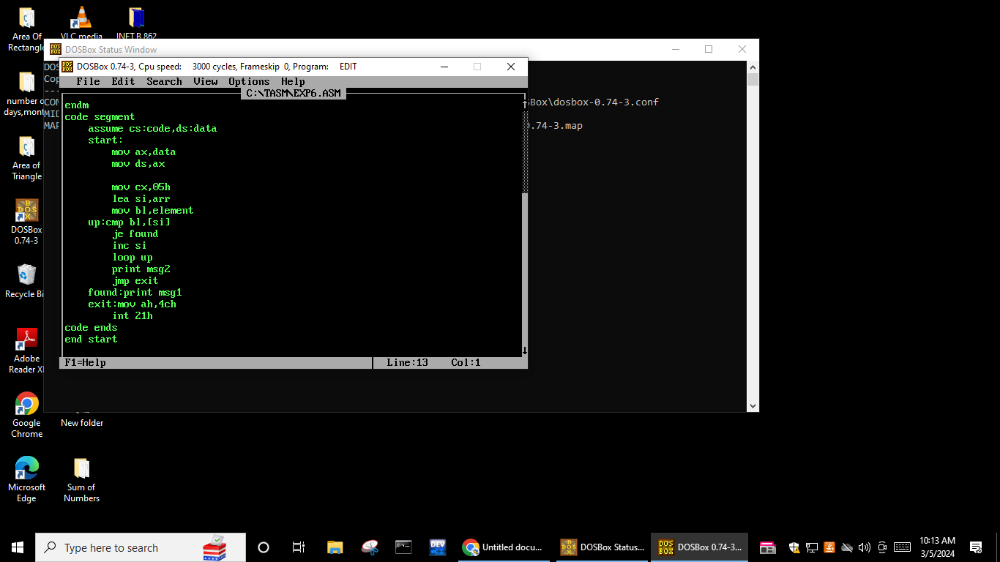 Area Of
Rectangle
VLC media
INET B 862
number o
days,mont
Area of
Triangle
DOSBox
0.74-3
Recycle Bi
Adobe
Reader X
Google
Chrome
New folder
Microsoft
Edge
Sum of
Numbers
DOSBox Status Window
DOS
Cop
---
CON
MID
MAP
SBox\dosbox-0.74-3.conf
0.74-3.map
DOSBox 0.74-3, Cpu speed: 3000 cycles, Frameskip 0, Program: EDIT
File Edit Search View Options Help
C:\TASM\EXP6.ASM
endm
code segment
assume cs:code,ds:data
start:
mov ax,data
mov ds,ax
mov cx,05h
lea si,arr
mov bl,element
up:cmp bl,[si]
je found
inc si
loop up
print msg2
jmp exit
found:print msg1
exit:mov ah,4ch
int 21h
code ends
end start
F1=Help Line:13 Col:1
Type here to search
DEV
Untitled docu...
DOSBox Status...
DOSBox 0.74-3...
10:13 AM
3/5/2024